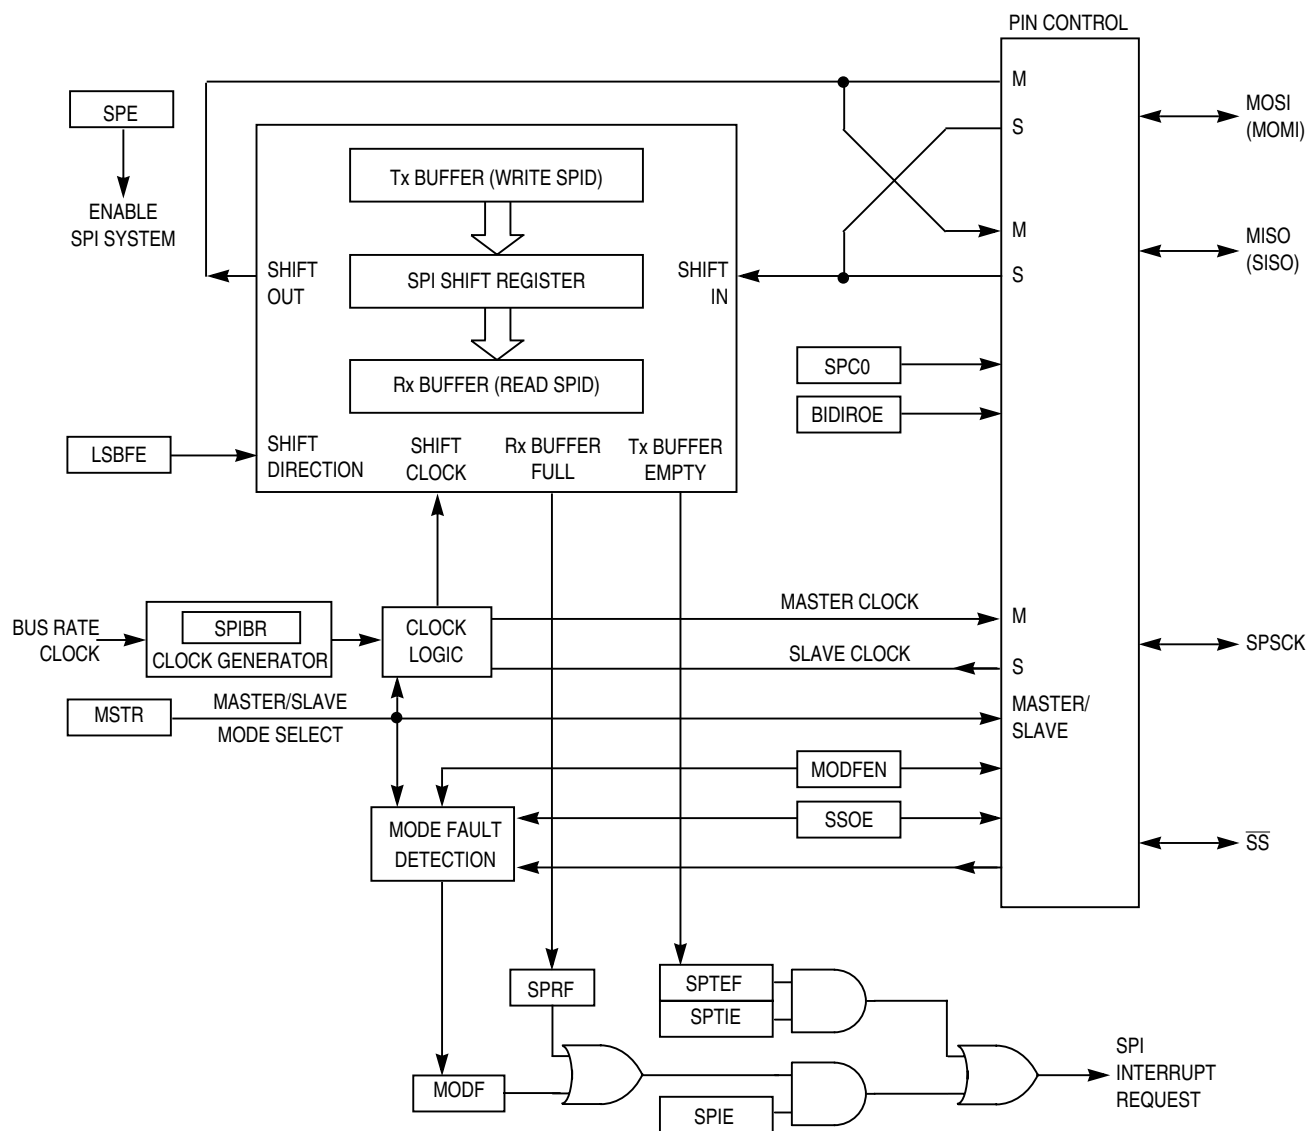 PIN CONTROL
M
MOSI
(MOMI)
SPE
S
Tx BUFFER (WRITE SPID)
ENABLE
SPI SYSTEM
M
MISO
(SISO)
SHIFT
OUT
SPI SHIFT REGISTER
SHIFT
IN
S
SPC0
Rx BUFFER (READ SPID)
BIDIROE
LSBFE
SHIFT
DIRECTION
SHIFT
CLOCK
Rx BUFFER
FULL
Tx BUFFER
EMPTY
MASTER CLOCK
M
BUS RATE
CLOCK
SPIBR
CLOCK GENERATOR
CLOCK
LOGIC
SLAVE CLOCK
S
SPSCK
MSTR
MASTER/SLAVE
MODE SELECT
MASTER/
SLAVE
MODFEN
SSOE
MODE FAULT
DETECTION
SS
SPRF
SPTEF
SPTIE
MODF
SPIE
SPI
INTERRUPT
REQUEST